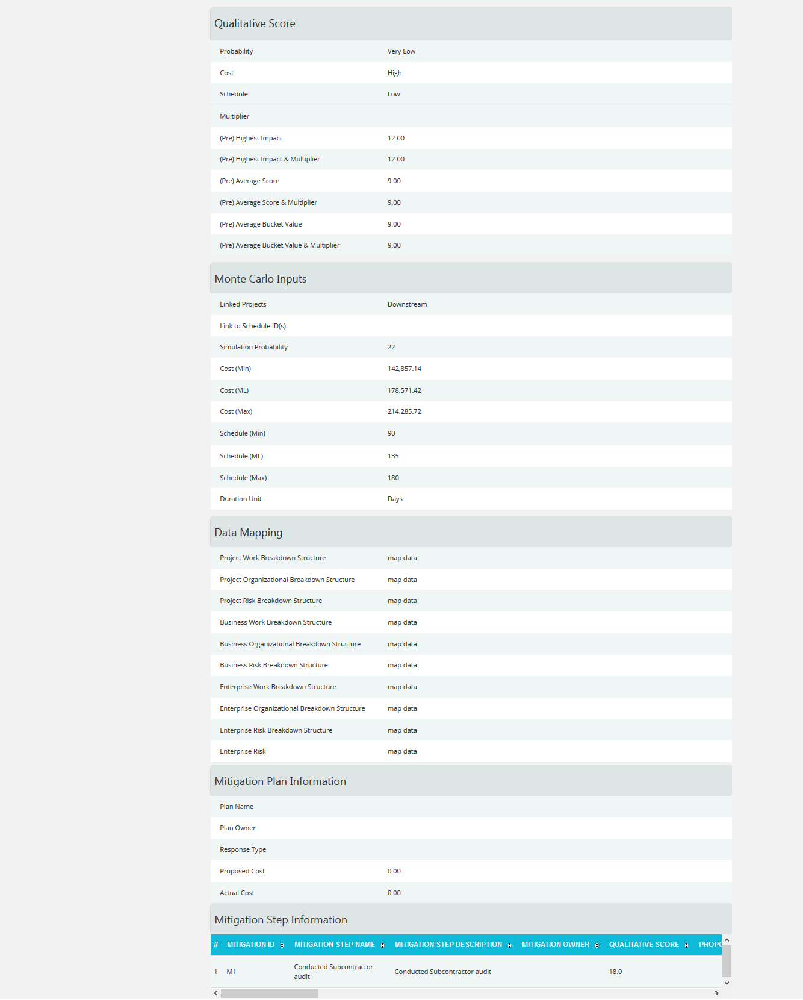 Qualitative Score
Probability Very Low
Cost High
Schedule Low
Multiplier
(Pre) Highest Impact 12.00
(Pre) Highest Impact & Multiplier 12.00
(Pre) Average Score 9.00
(Pre) Average Score & Multiplier 9.00
(Pre) Average Bucket Value 9.00
(Pre) Average Bucket Value & Multiplier 9.00
Monte Carlo Inputs
Linked Projects Downstream
Link to Schedule ID(s)
Simulation Probability 22
Cost (Min) 142,857.14
Cost (ML) 178,571.42
Cost (Max) 214,285.72
Schedule (Min) 90
Schedule (ML) 135
Schedule (Max) 180
Duration Unit Days
Data Mapping
Project Work Breakdown Structure map data
Project Organizational Breakdown Structure map data
Project Risk Breakdown Structure map data
Business Work Breakdown Structure map data
Business Organizational Breakdown Structure map data
Business Risk Breakdown Structure map data
Enterprise Work Breakdown Structure map data
Enterprise Organizational Breakdown Structure map data
Enterprise Risk Breakdown Structure map data
Enterprise Risk map data
Mitigation Plan Information
Plan Name
Plan Owner
Response Type
Proposed Cost 0.00
Actual Cost 0.00
Mitigation Step Information
# MITIGATION ID MITIGATION STEP NAME MITIGATION STEP DESCRIPTION MITIGATION OWNER QUALITATIVE SCORE PROPO
1 M1 Conducted Subcontractor audit Conducted Subcontractor audit 18.0